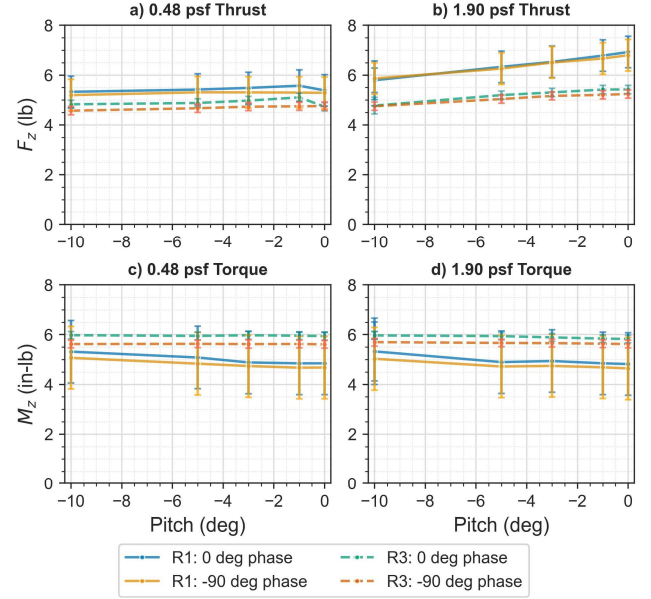 a) 0.48 psf Thrust
b) 1.90 psf Thrust
8
6
4
2
0
−10 −8 −6 −4 −2 0
F_z (lb)
8
6
4
2
0
−10 −8 −6 −4 −2 0
c) 0.48 psf Torque
d) 1.90 psf Torque
8
6
4
2
0
−10 −8 −6 −4 −2 0
M_z (in-lb)
Pitch (deg)
8
6
4
2
0
−10 −8 −6 −4 −2 0
Pitch (deg)
R1: 0 deg phase
R1: -90 deg phase
R3: 0 deg phase
R3: -90 deg phase